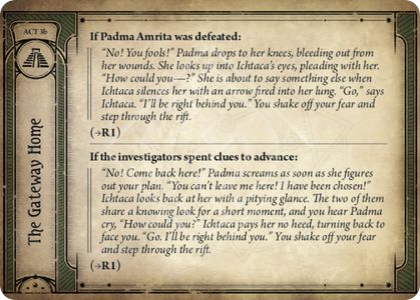 ACT 3b
The Gateway Home
If Padma Amrita was defeated:
"No! You fools!" Padma drops to her knees, bleeding out from
her wounds. She looks up into Ichtaca's eyes, pleading with her.
"How could you—?" She is about to say something else when
Ichtaca silences her with an arrow fired into her lung. "Go," says
Ichtaca. "I'll be right behind you." You shake off your fear and
step through the rift.
(→R1)
If the investigators spent clues to advance:
"No! Come back here!" Padma screams as soon as she figures
out your plan. "You can't leave me here! I have been chosen!"
Ichtaca looks back at her with a pitying glance. The two of them
share a knowing look for a short moment, and you hear Padma
cry, "How could you?" Ichtaca pays her no heed, turning back to
face you. "Go. I'll be right behind you." You shake off your fear
and step through the rift.
(→R1)